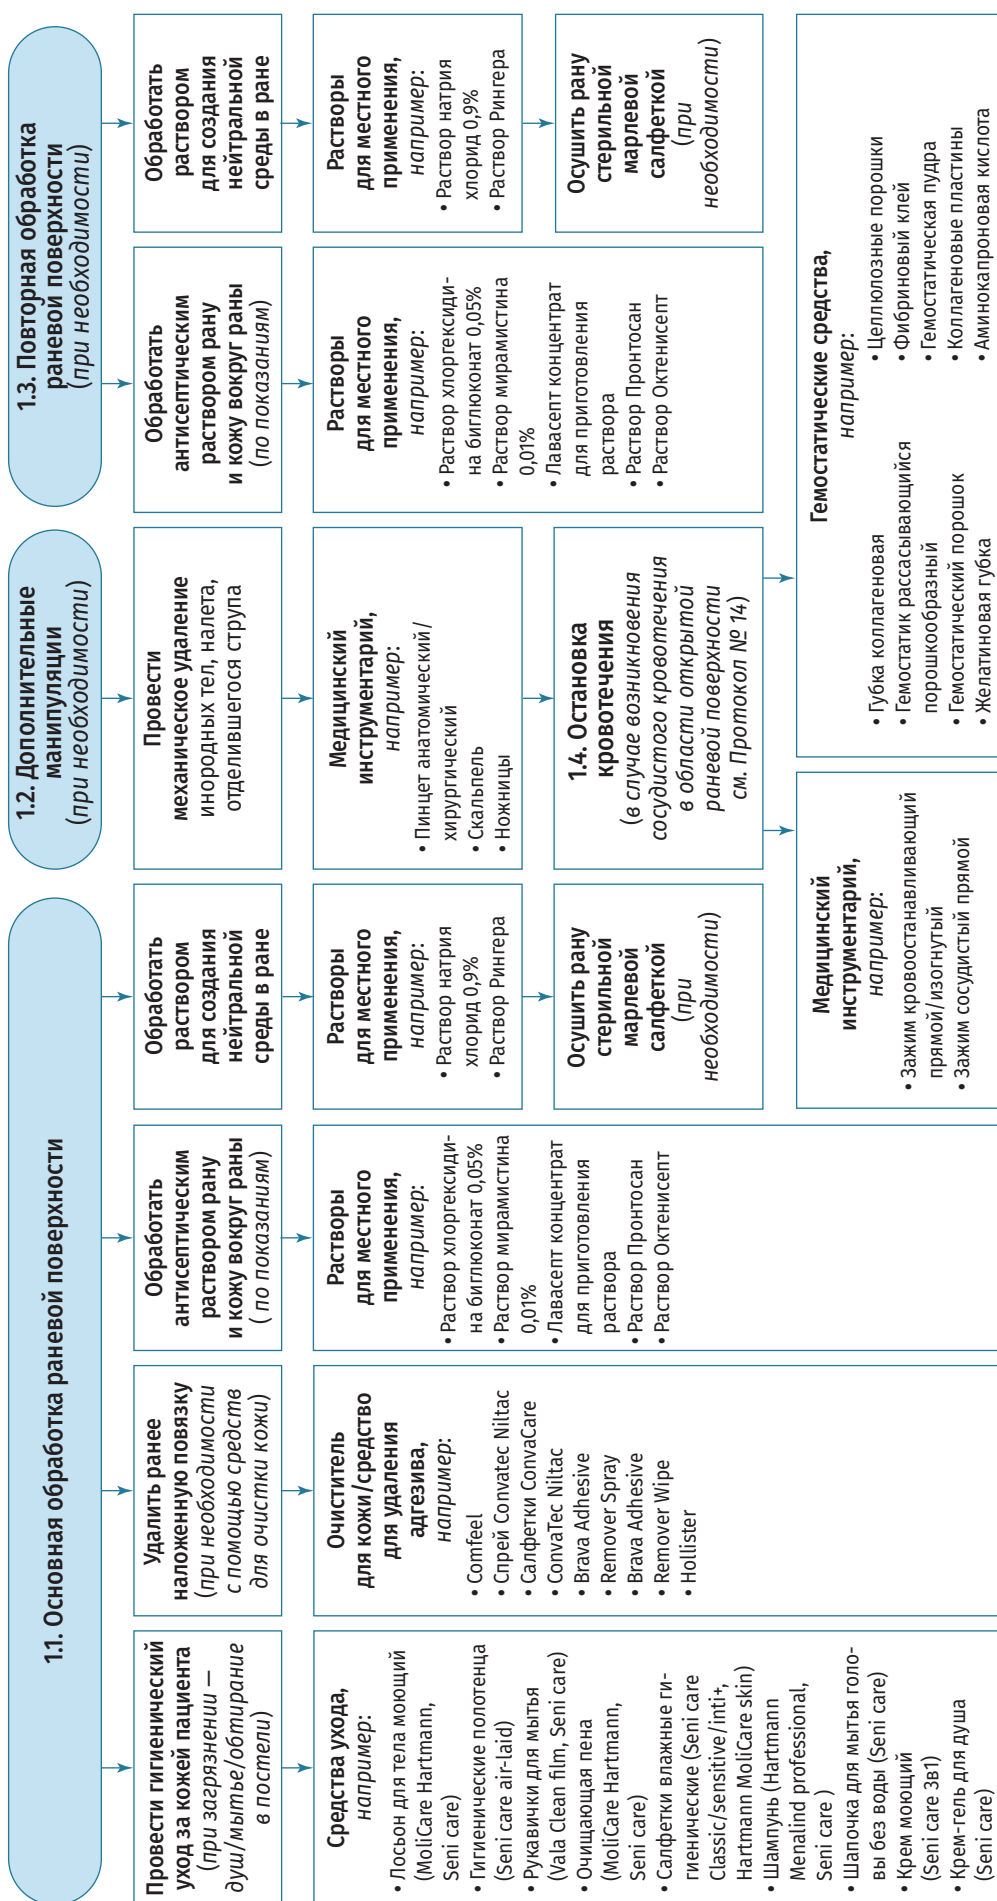 1.1. Основная обработка раневой поверхности
Провести гигиенический
уход за кожей пациента
(при загрязнении —
душ/мытье/обтирание
в постели)
Средства ухода,
например:
• Лосьон для тела моющий
(MoliCare Hartmann,
Seni care)
• Гигиенические полотенца
(Seni care air-laid)
• Рукавички для мытья
(Vala Clean film, Seni care)
• Очищающая пена
(MoliCare Hartmann,
Seni care)
• Салфетки влажные ги-
гиенические (Seni care
Classic/sensitive/inti+,
Hartmann MoliCare skin)
• Шампунь (Hartmann
Menalind professional,
Seni care )
• Шапочка для мытья голо-
вы без воды (Seni care)
• Крем моющий
(Seni care 3в1)
• Крем-гель для душа
(Seni care)
Удалить ранее
наложенную повязку
(при необходимости
с помощью средств
для очистки кожи)
Очиститель
для кожи/средство
для удаления
адгезива,
например:
• Comfeel
• Спрей Convatec Niltac
• Салфетки ConvaCare
• ConvaTec Niltac
• Brava Adhesive
• Remover Spray
• Brava Adhesive
• Remover Wipe
• Hollister
Обработать
антисептическим
раствором рану
и кожу вокруг раны
( по показаниям)
Растворы
для местного
применения,
например:
• Раствор хлоргексиди-
на биглюконат 0,05%
• Раствор мирамистина
0,01%
• Лавасепт концентрат
для приготовления
раствора
• Раствор Пронтосан
• Раствор Октенисепт
Обработать
раствором
для создания
нейтральной
среды в ране
Растворы
для местного
применения,
например:
• Раствор натрия
хлорид 0,9%
• Раствор Рингера
Осушить рану
стерильной
марлевой
салфеткой
(при
необходимости)
1.2. Дополнительные
манипуляции
(при необходимости)
Провести
механическое удаление
инородных тел, налета,
отделившегося струпа
Медицинский
инструментарий,
например:
• Пинцет анатомический/
хирургический
• Скальпель
• Ножницы
1.4. Остановка
кровотечения
(в случае возникновения
сосудистого кровотечения
в области открытой
раневой поверхности
см. Протокол № 14)
Медицинский
инструментарий,
например:
• Зажим кровоостанавливающий
прямой/изогнутый
• Зажим сосудистый прямой
Гемостатические средства,
например:
• Губка коллагеновая
• Гемостатик рассасывающийся
порошкообразный
• Гемостатический порошок
• Желатиновая губка
• Целлюлозные порошки
• Фибриновый клей
• Гемостатическая пудра
• Коллагеновые пластины
• Аминокапроновая кислота
1.3. Повторная обработка
раневой поверхности
(при необходимости)
Обработать
антисептическим
раствором рану
и кожу вокруг раны
(по показаниям)
Растворы
для местного
применения,
например:
• Раствор хлоргексиди-
на биглюконат 0,05%
• Раствор мирамистина
0,01%
• Лавасепт концентрат
для приготовления
раствора
• Раствор Пронтосан
• Раствор Октенисепт
Обработать
раствором
для создания
нейтральной
среды в ране
Растворы
для местного
применения,
например:
• Раствор натрия
хлорид 0,9%
• Раствор Рингера
Осушить рану
стерильной
марлевой
салфеткой
(при
необходимости)